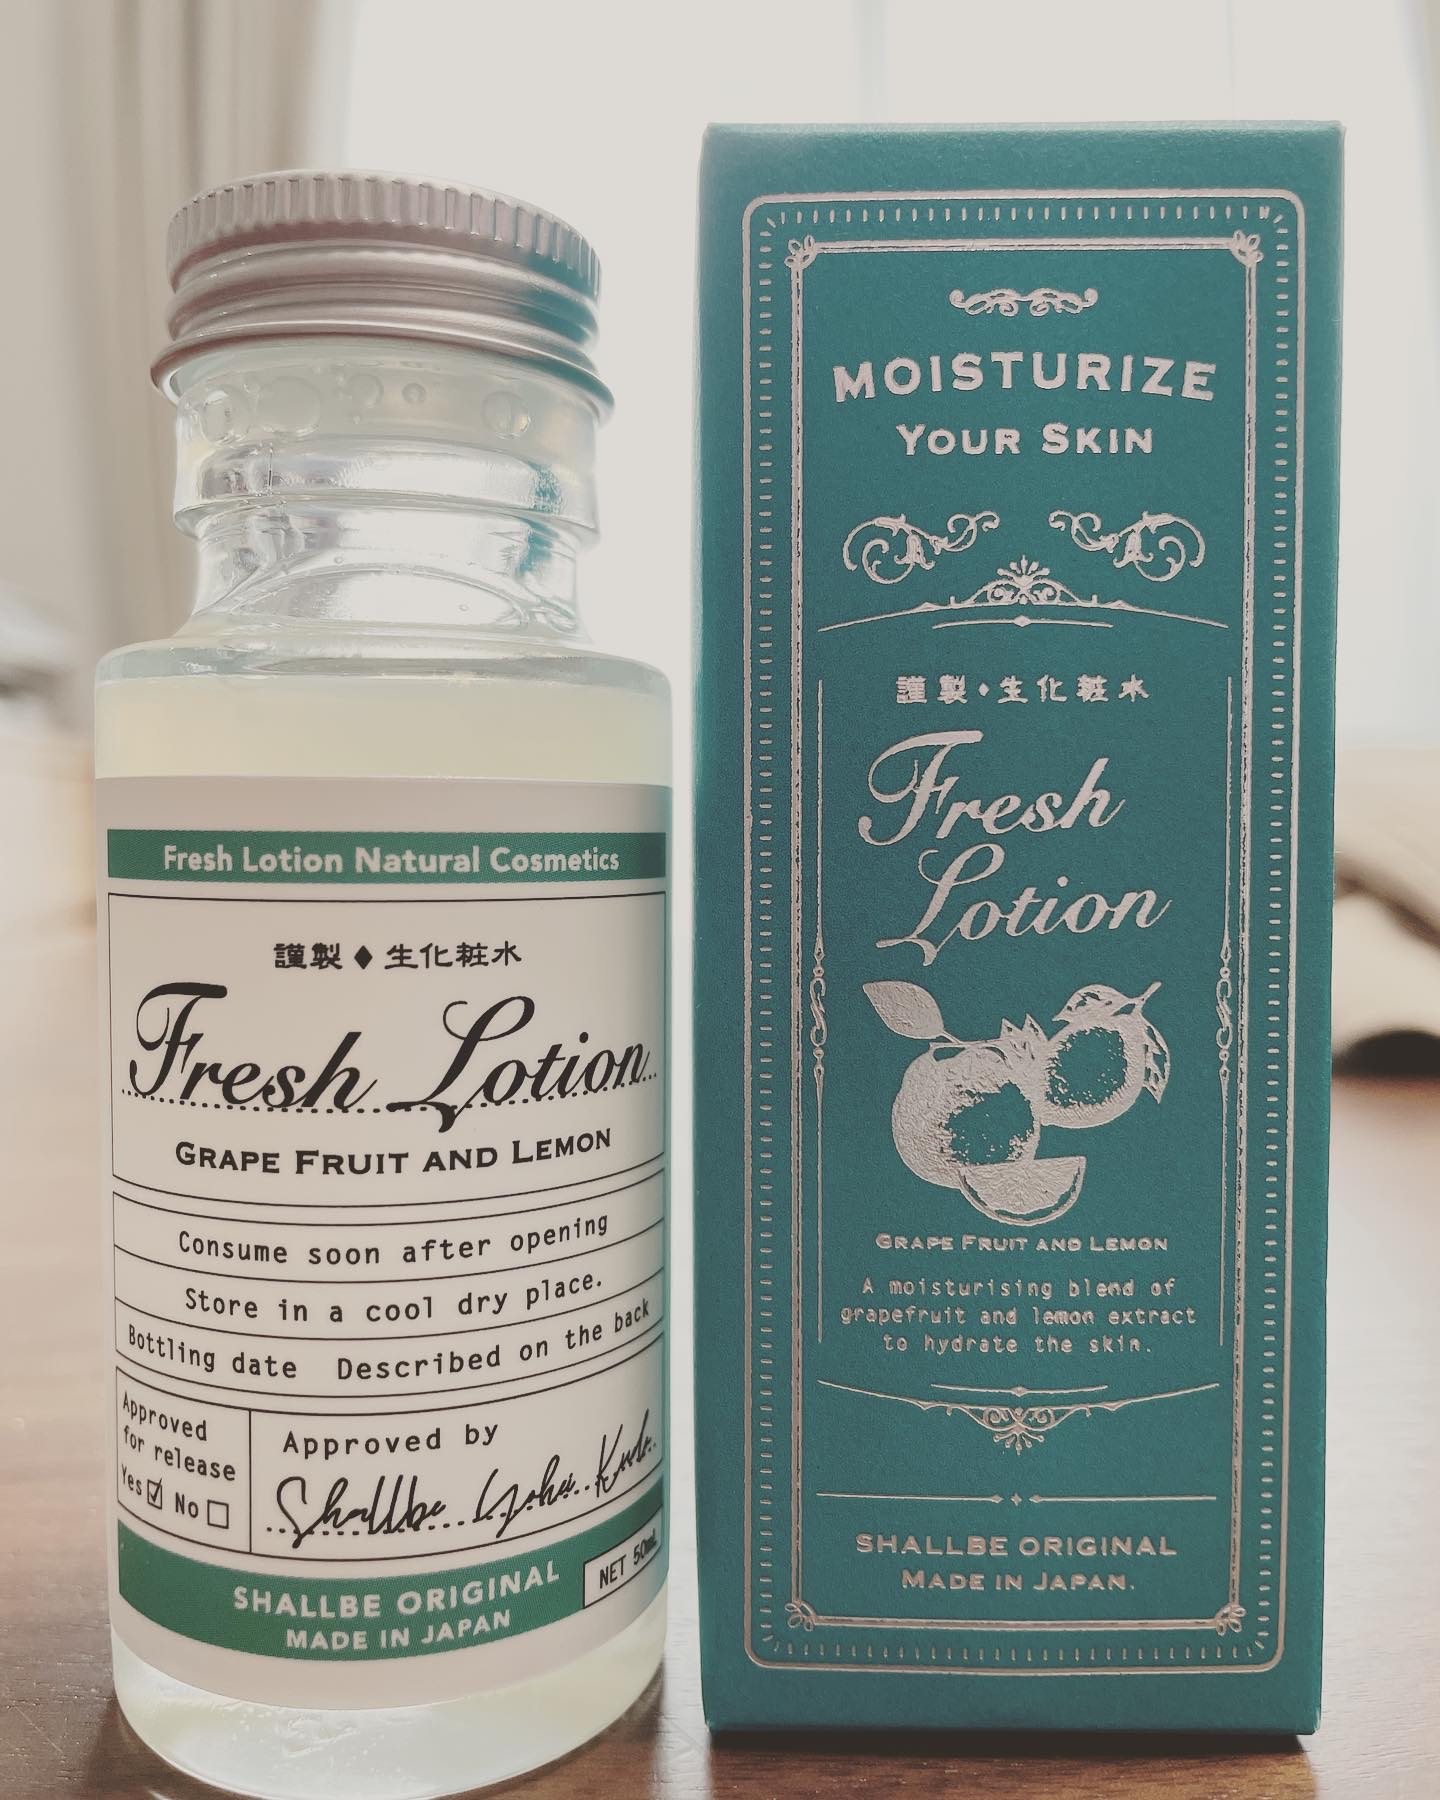 Fresh Lotion Natural Cosmetics
謹製♦生化粧水
Fresh Lotion
GRAPE FRUIT AND LEMON
Consume soon after opening
Store in a cool dry place.
Bottling date Described on the back
Approved
for release
Yes ☑ No ☐
Approved by
Shallbe Yohei Kudo
SHALLBE ORIGINAL
MADE IN JAPAN
NET 50mL
MOISTURIZE
YOUR SKIN
謹製♦生化粧水
Fresh
Lotion
GRAPE FRUIT AND LEMON
A moisturising blend of
grapefruit and lemon extract
to hydrate the skin.
SHALLBE ORIGINAL
MADE IN JAPAN.